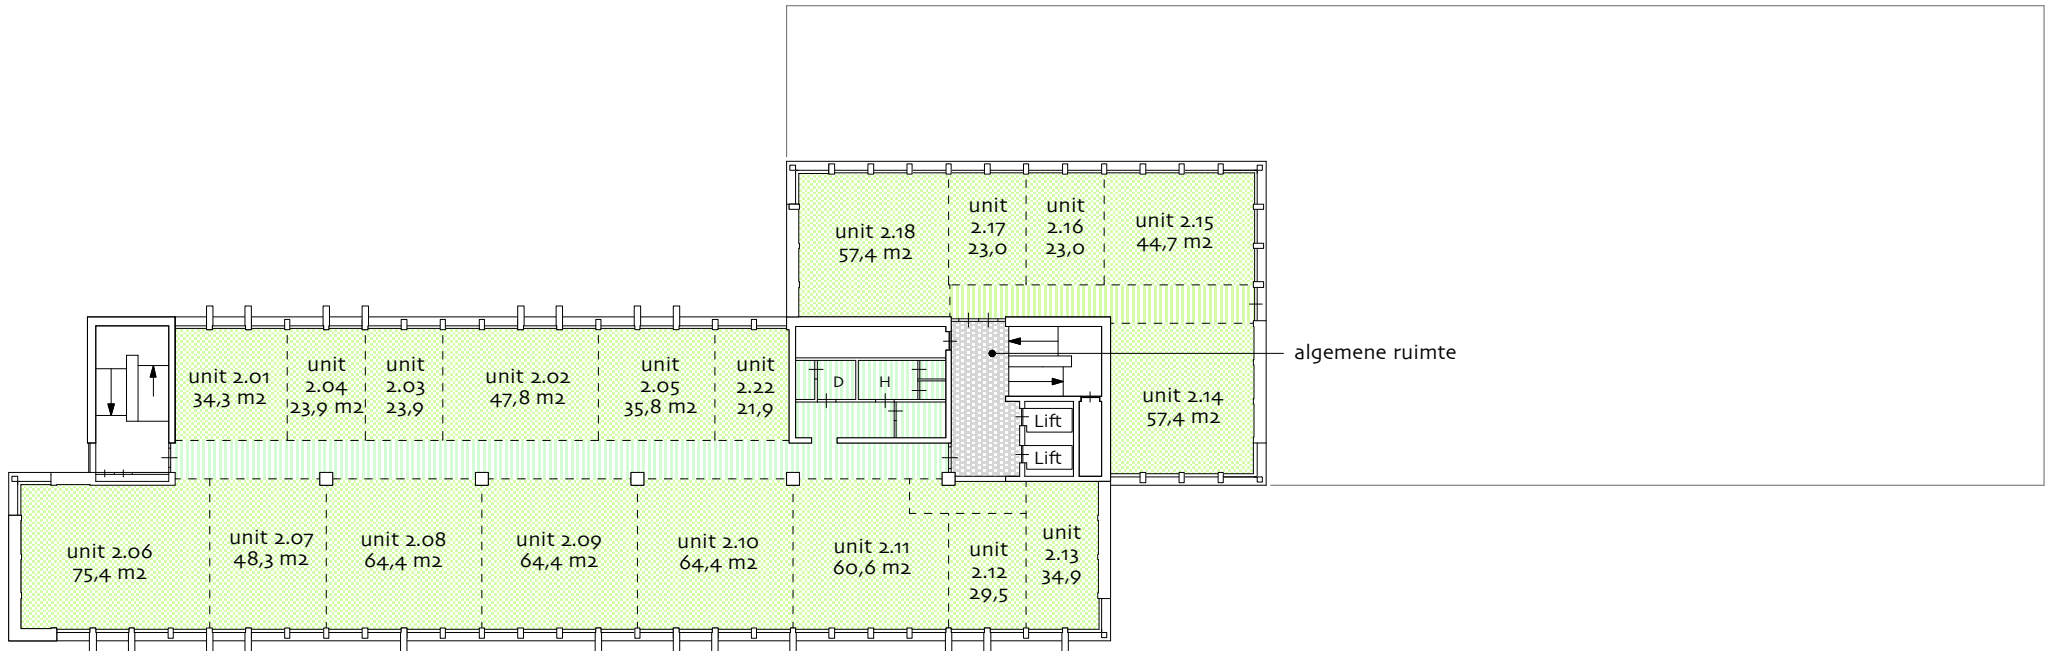 unit 2.18
57,4 m2
unit
2.17
23,0
unit
2.16
23,0
unit 2.15
44,7 m2
unit 2.01
34,3 m2
unit
2.04
23,9 m2
unit
2.03
23,9
unit 2.02
47,8 m2
unit
2.05
35,8 m2
unit
2.22
21,9
D
H
algemene ruimte
unit 2.14
57,4 m2
Lift
Lift
unit 2.06
75,4 m2
unit 2.07
48,3 m2
unit 2.08
64,4 m2
unit 2.09
64,4 m2
unit 2.10
64,4 m2
unit 2.11
60,6 m2
unit
2.12
29,5
unit
2.13
34,9